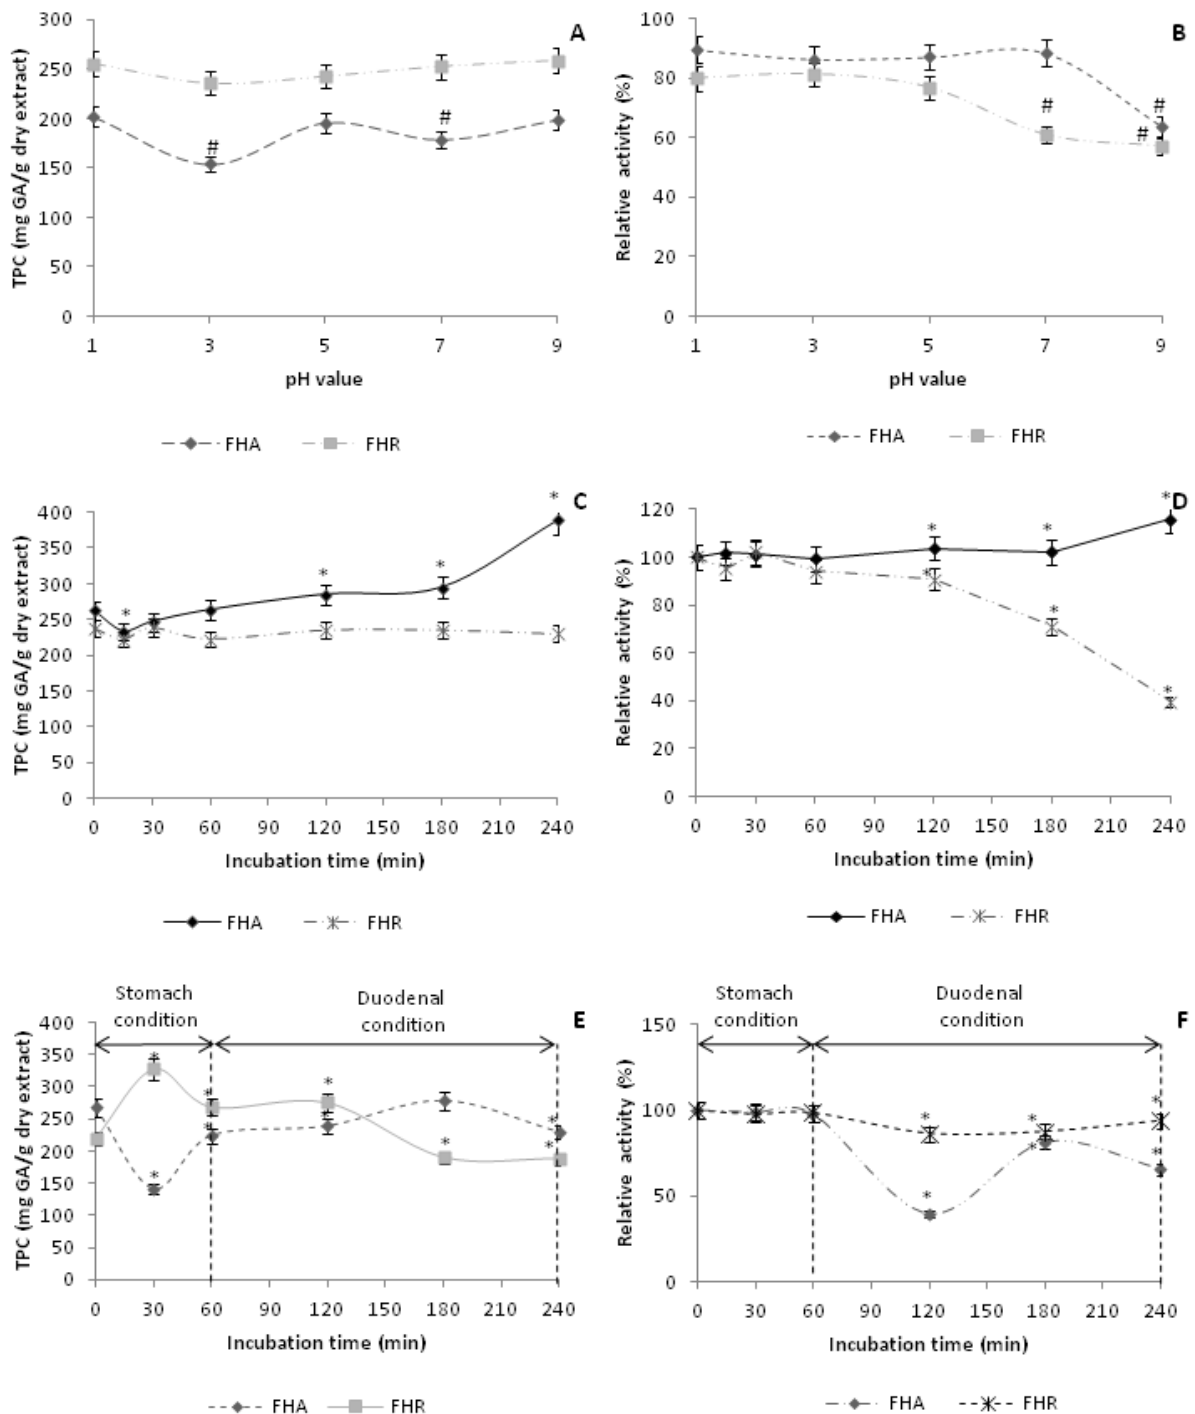 A
TPC (mg GA/g dry extract)
300
250
200
150
100
50
0
# #
1 3 5 7 9
pH value
FHA FHR
B
Relative activity (%)
100
80
60
40
20
0
# #
#
1 3 5 7 9
pH value
FHA FHR
C
TPC (mg GA/g dry extract)
400
350
300
250
200
150
100
50
0
* * * *
0 30 60 90 120 150 180 210 240
Incubation time (min)
FHA FHR
D
Relative activity (%)
120
100
80
60
40
20
0
* * *
* * *
0 30 60 90 120 150 180 210 240
Incubation time (min)
FHA FHR
Stomach
condition
Duodenal
condition
E
TPC (mg GA/g dry extract)
400
350
300
250
200
150
100
50
0
* * * * *
* * * *
0 30 60 90 120 150 180 210 240
Incubation time (min)
FHA FHR
Stomach
condition
Duodenal
condition
F
Relative activity (%)
150
100
50
0
* * *
* * *
0 30 60 90 120 150 180 210 240
Incubation time (min)
FHA FHR